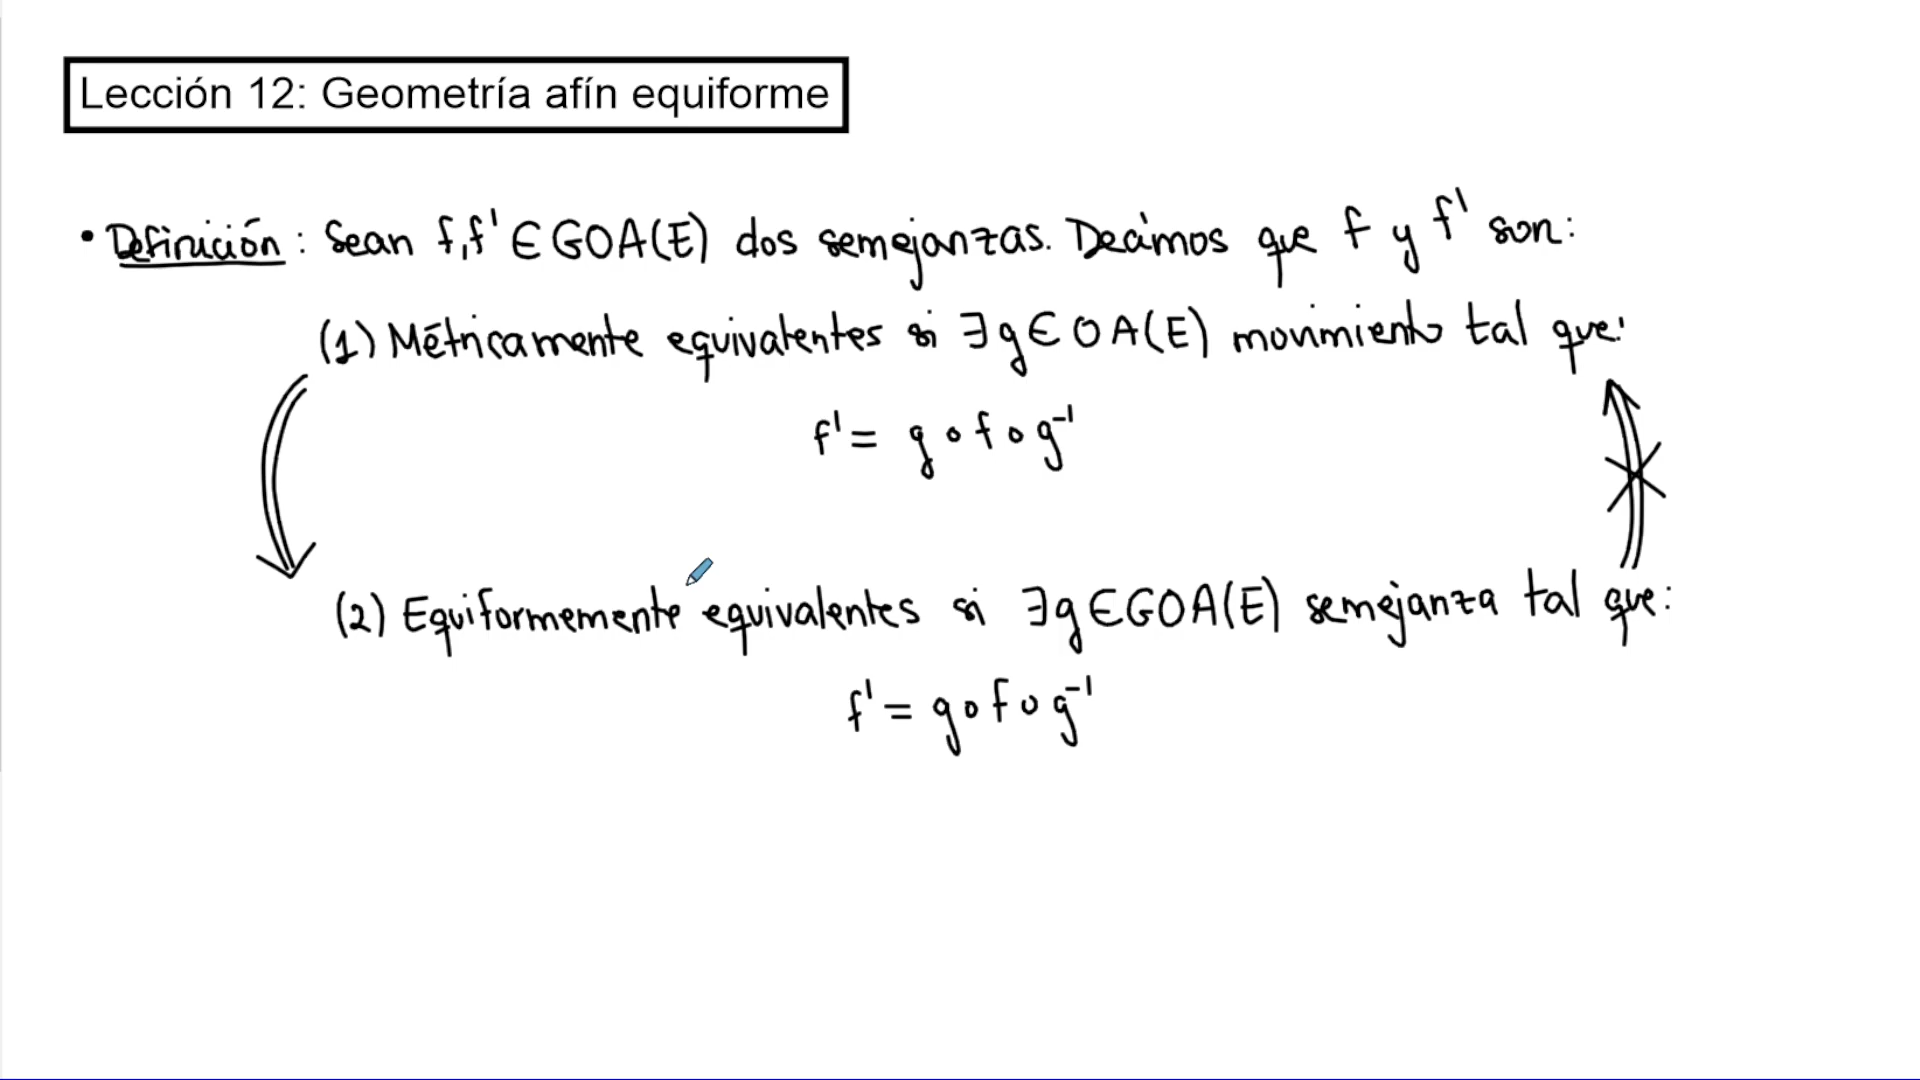 Lección 12: Geometría afín equiforme
• Definición: Sean f,f' ∈ GOA(E) dos semejanzas. Decimos que f y f' son:
(1) Métricamente equivalentes si ∃g∈OA(E) movimiento tal que:
f' = g∘f∘g⁻¹
(2) Equiformemente equivalentes si ∃g∈GOA(E) semejanza tal que:
f' = g∘f∘g⁻¹